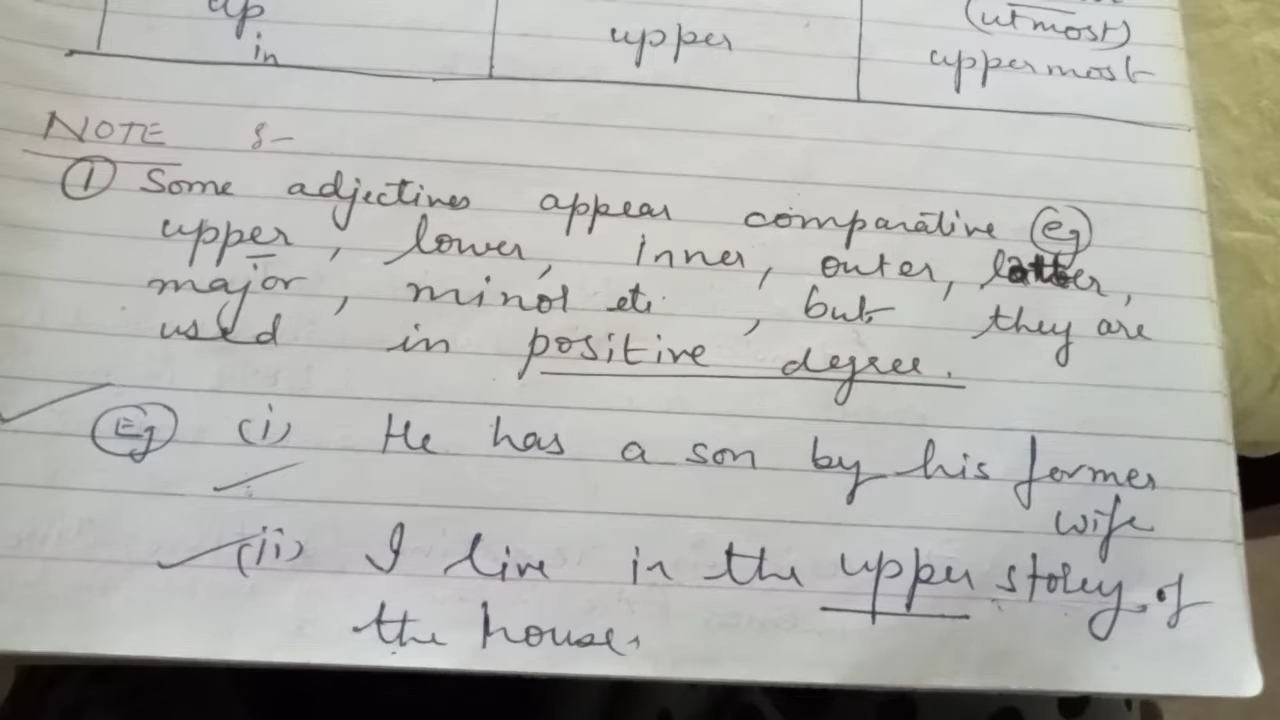 up
in
upper
(utmost)
uppermost
NOTE :-
① Some adjectives appear comparative (eg)
upper, lower, inner, outer, latter,
major, minor etc, but they are
used in positive degree.
(Eg) (i) He has a son by his former
wife
(ii) I live in the upper storey of
the house.